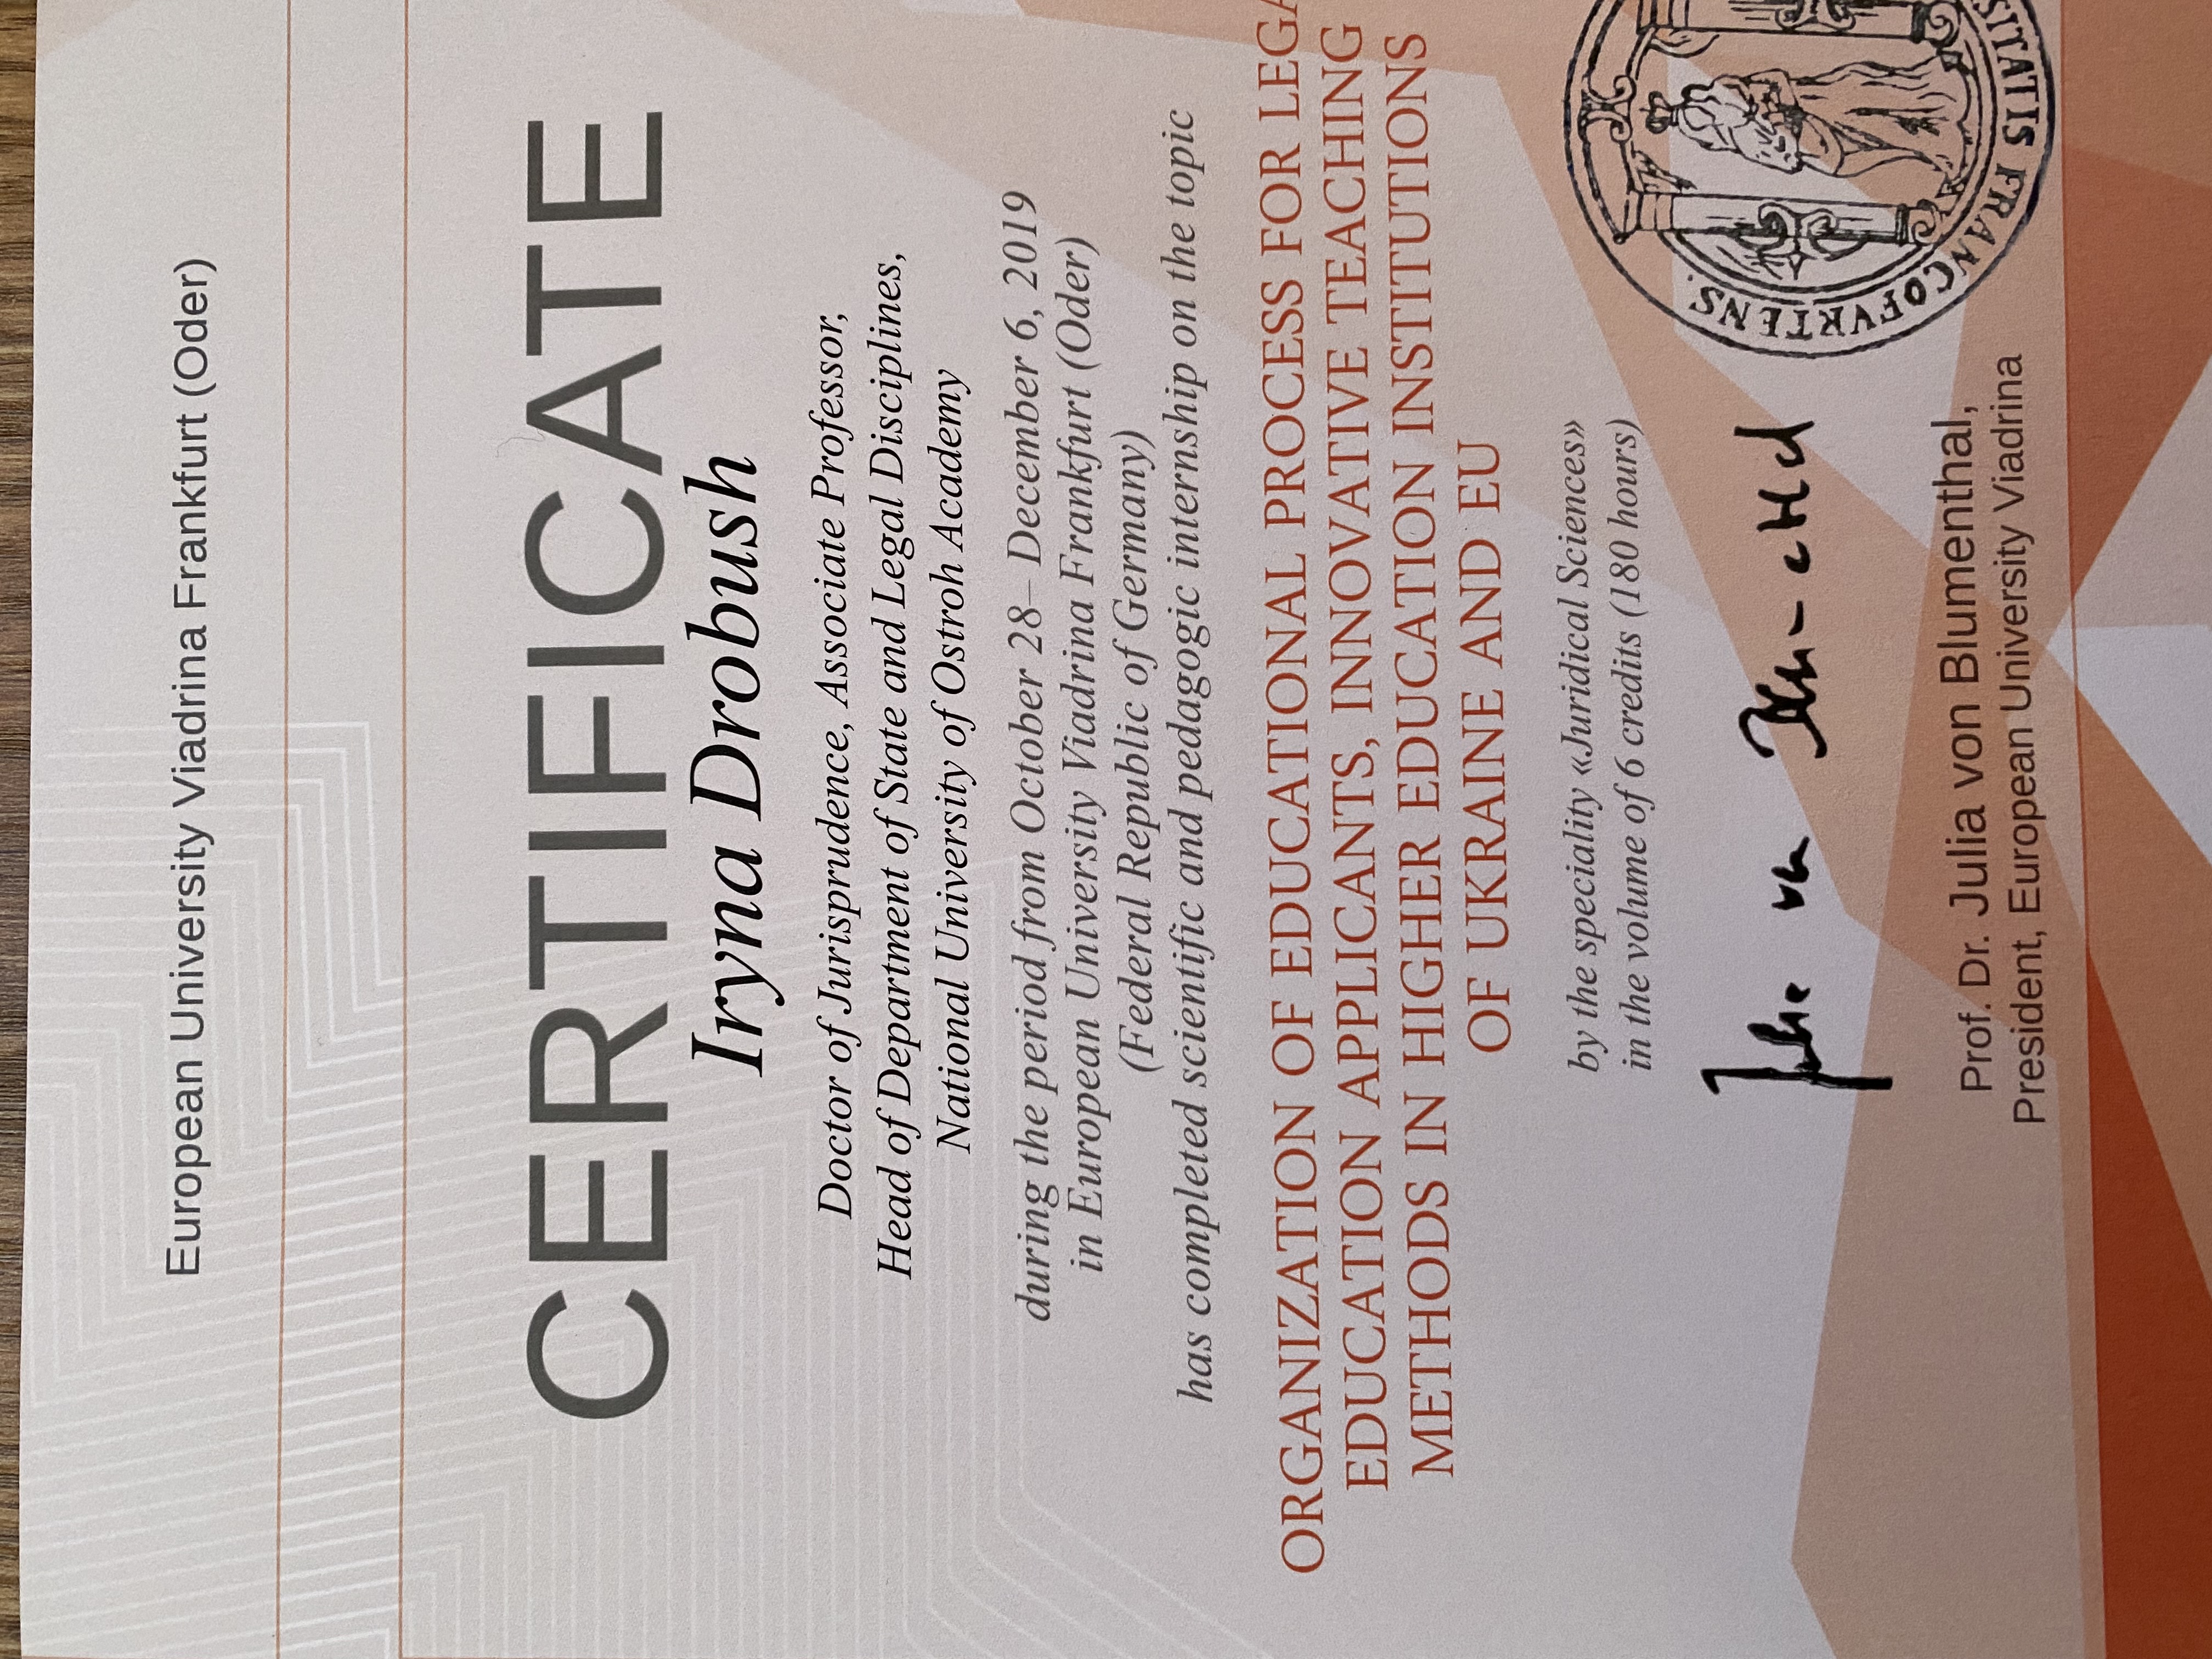 European University Viadrina Frankfurt (Oder)
CERTIFICATE
Iryna Drobush
Doctor of Jurisprudence, Associate Professor,
Head of Department of State and Legal Disciplines,
National University of Ostroh Academy
during the period from October 28– December 6, 2019
in European University Viadrina Frankfurt (Oder)
(Federal Republic of Germany)
has completed scientific and pedagogic internship on the topic
ORGANIZATION OF EDUCATIONAL PROCESS FOR LEGA
EDUCATION APPLICANTS, INNOVATIVE TEACHING
METHODS IN HIGHER EDUCATION INSTITUTIONS
OF UKRAINE AND EU
by the speciality «Juridical Sciences»
in the volume of 6 credits (180 hours)
Prof. Dr. Julia von Blumenthal,
President, European University Viadrina
SITATIS FRANCOFVRTENS.